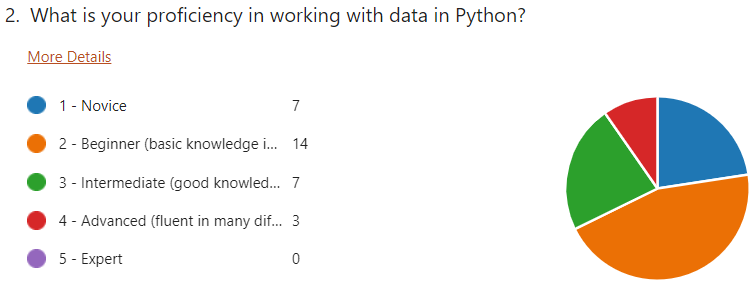 2. What is your proficiency in working with data in Python?
More Details
1 - Novice 7
2 - Beginner (basic knowledge i... 14
3 - Intermediate (good knowled... 7
4 - Advanced (fluent in many dif... 3
5 - Expert 0